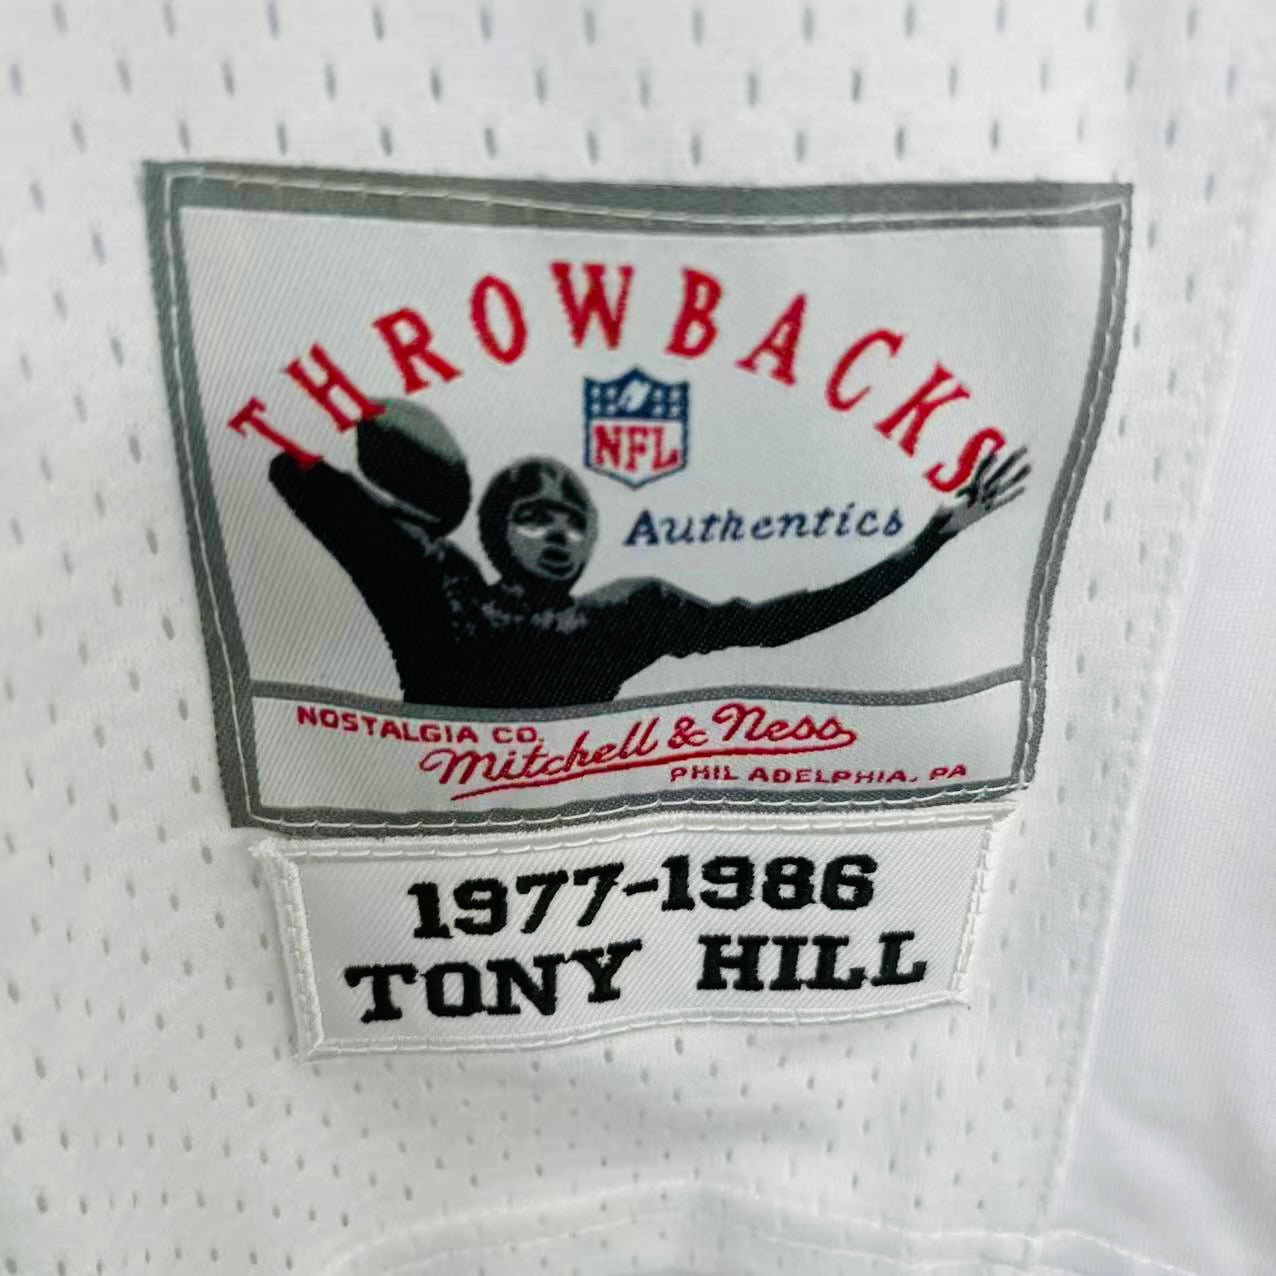 THROWBACKS
NFL
Authentics
NOSTALGIA CO.
Mitchell & Ness
PHILADELPHIA, PA
1977-1986
TONY HILL